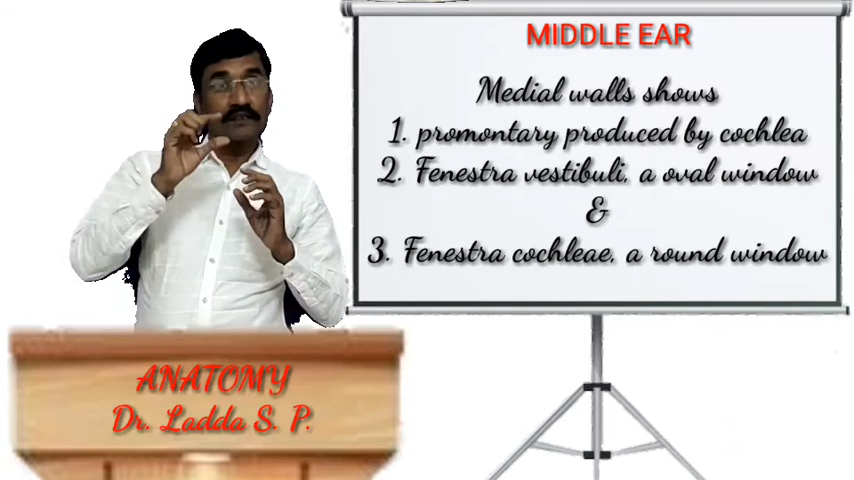 MIDDLE EAR
Medial walls shows
1. promontary produced by cochlea
2. Fenestra vestibuli, a oval window
&
3. Fenestra cochleae, a round window
ANATOMY
Dr. Ladda S. P.